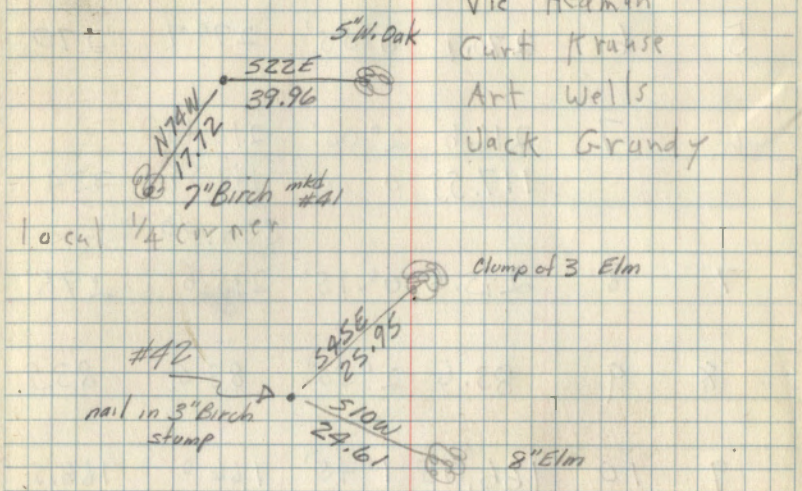 Vic
5" W. Oak
Curt Krause
S22E
39.96
Art Wells
N74W
17.72
Jack Grandy
7" Birch mkd #41
local 1/4 corner
Clump of 3 Elm
S45E
25.95
#42
nail in 3" Birch
stump
S10W
24.61
8" Elm